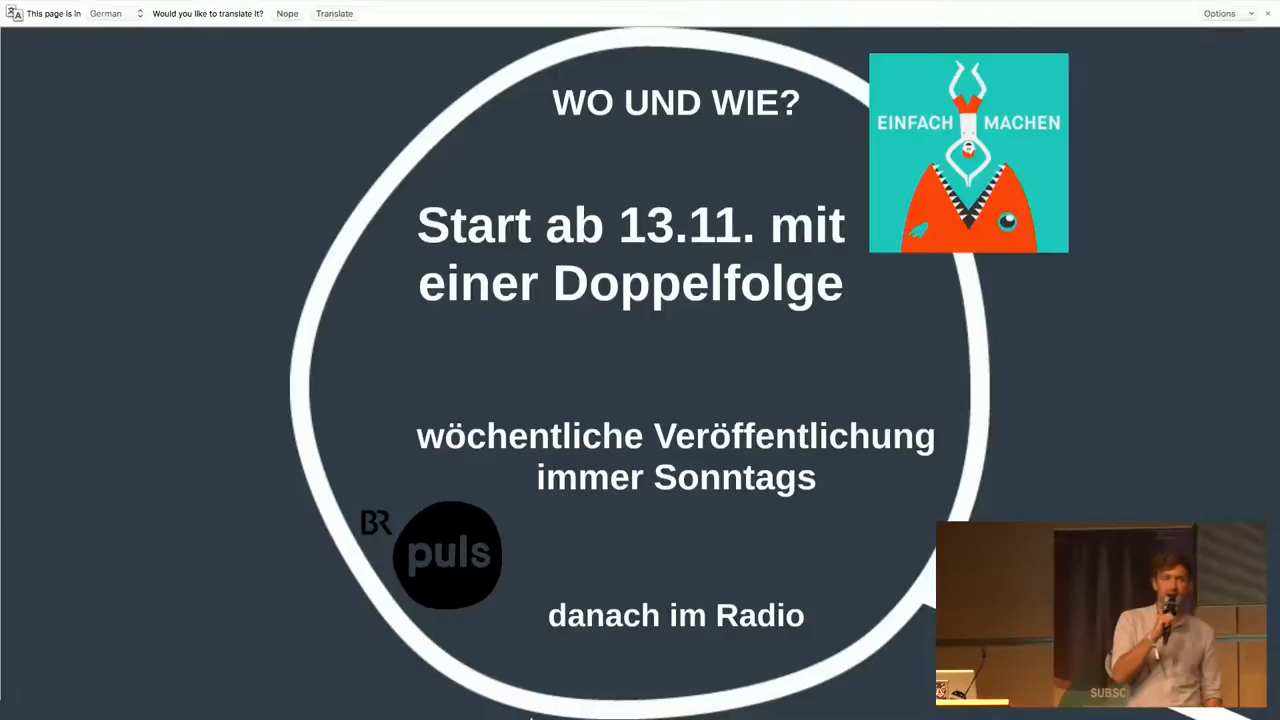 This page is in German Would you like to translate it? Nope Translate Options
WO UND WIE?
EINFACH MACHEN
Start ab 13.11. mit
einer Doppelfolge
wöchentliche Veröffentlichung
immer Sonntags
BR
puls
danach im Radio
SUBSC